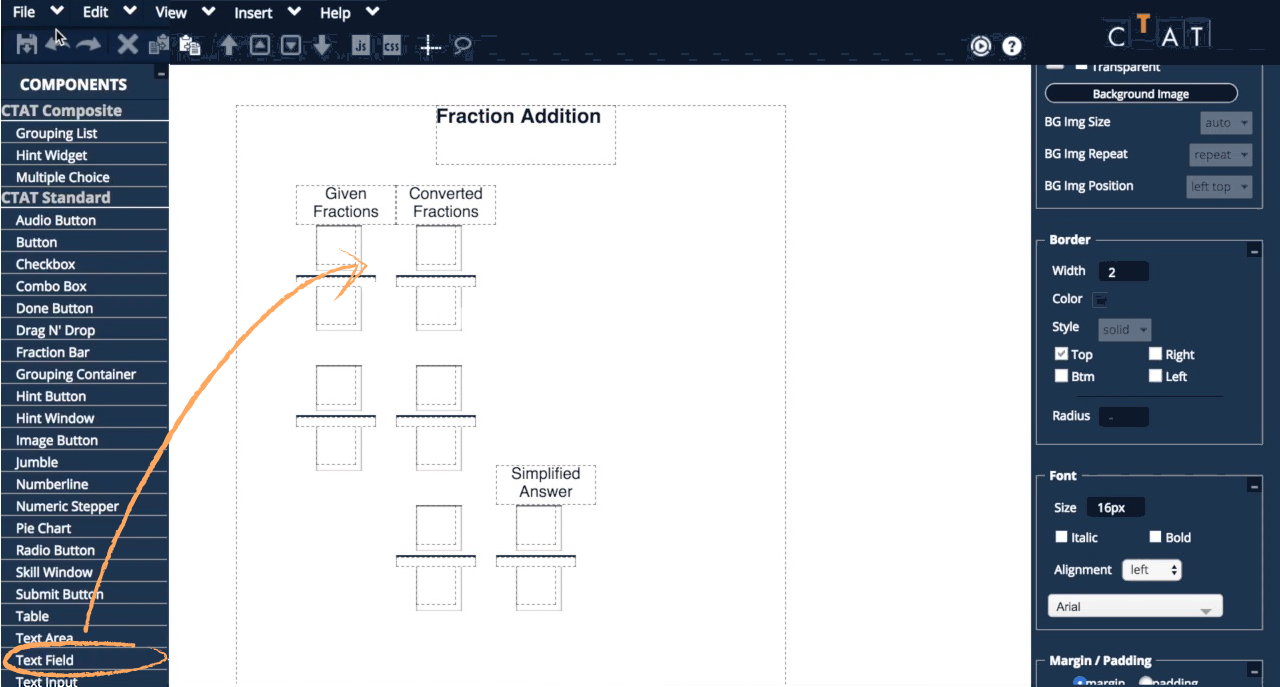 File Edit View Insert Help
.js css
?
CTAT
COMPONENTS
CTAT Composite
Grouping List
Hint Widget
Multiple Choice
CTAT Standard
Audio Button
Button
Checkbox
Combo Box
Done Button
Drag N' Drop
Fraction Bar
Grouping Container
Hint Button
Hint Window
Image Button
Jumble
Numberline
Numeric Stepper
Pie Chart
Radio Button
Skill Window
Submit Button
Table
Text Area
Text Field
Text Input
Fraction Addition
Given
Fractions
Converted
Fractions
Simplified
Answer
Transparent
Background Image
BG Img Size auto
BG Img Repeat repeat
BG Img Position left top
Border
Width 2
Color
Style solid
Top Right
Btm Left
Radius -
Font
Size 16px
Italic Bold
Alignment left
Arial
Margin / Padding
margin padding